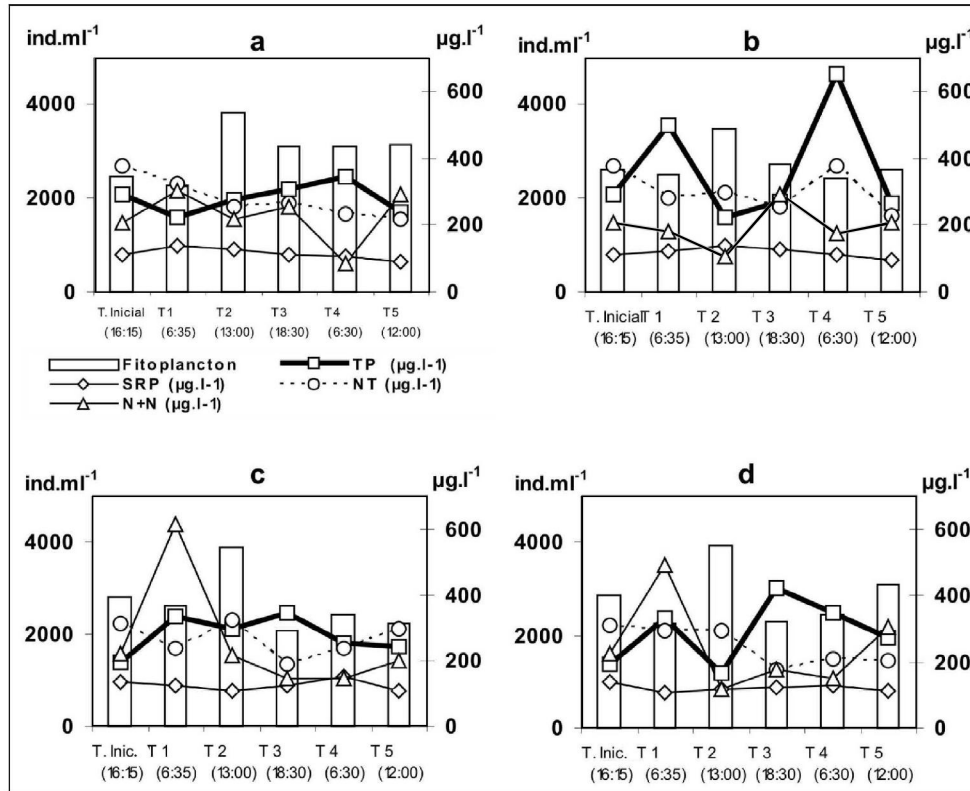 ind.ml-1 a µg.l-1
4000 600
2000 400
200
0 0
T. Inicial T1 T2 T3 T4 T5
(16:15) (6:35) (13:00) (18:30) (6:30) (12:00)
ind.ml-1 b µg.l-1
4000 600
400
2000 200
0 0
T. Inicial T 1 T 2 T 3 T 4 T 5
(16:15) (6:35) (13:00) (18:30) (6:30) (12:00)
Fitoplancton TP (µg.l-1)
SRP (µg.l-1) NT (µg.l-1)
N+N (µg.l-1)
ind.ml-1 c µg.l-1
4000 600
400
2000 200
0 0
T. Inic. T 1 T 2 T 3 T 4 T 5
(16:15) (6:35) (13:00) (18:30) (6:30) (12:00)
ind.ml-1 d µg.l-1
4000 600
400
2000 200
0 0
T. Inic. T 1 T 2 T 3 T 4 T 5
(16:15) (6:35) (13:00) (18:30) (6:30) (12:00)